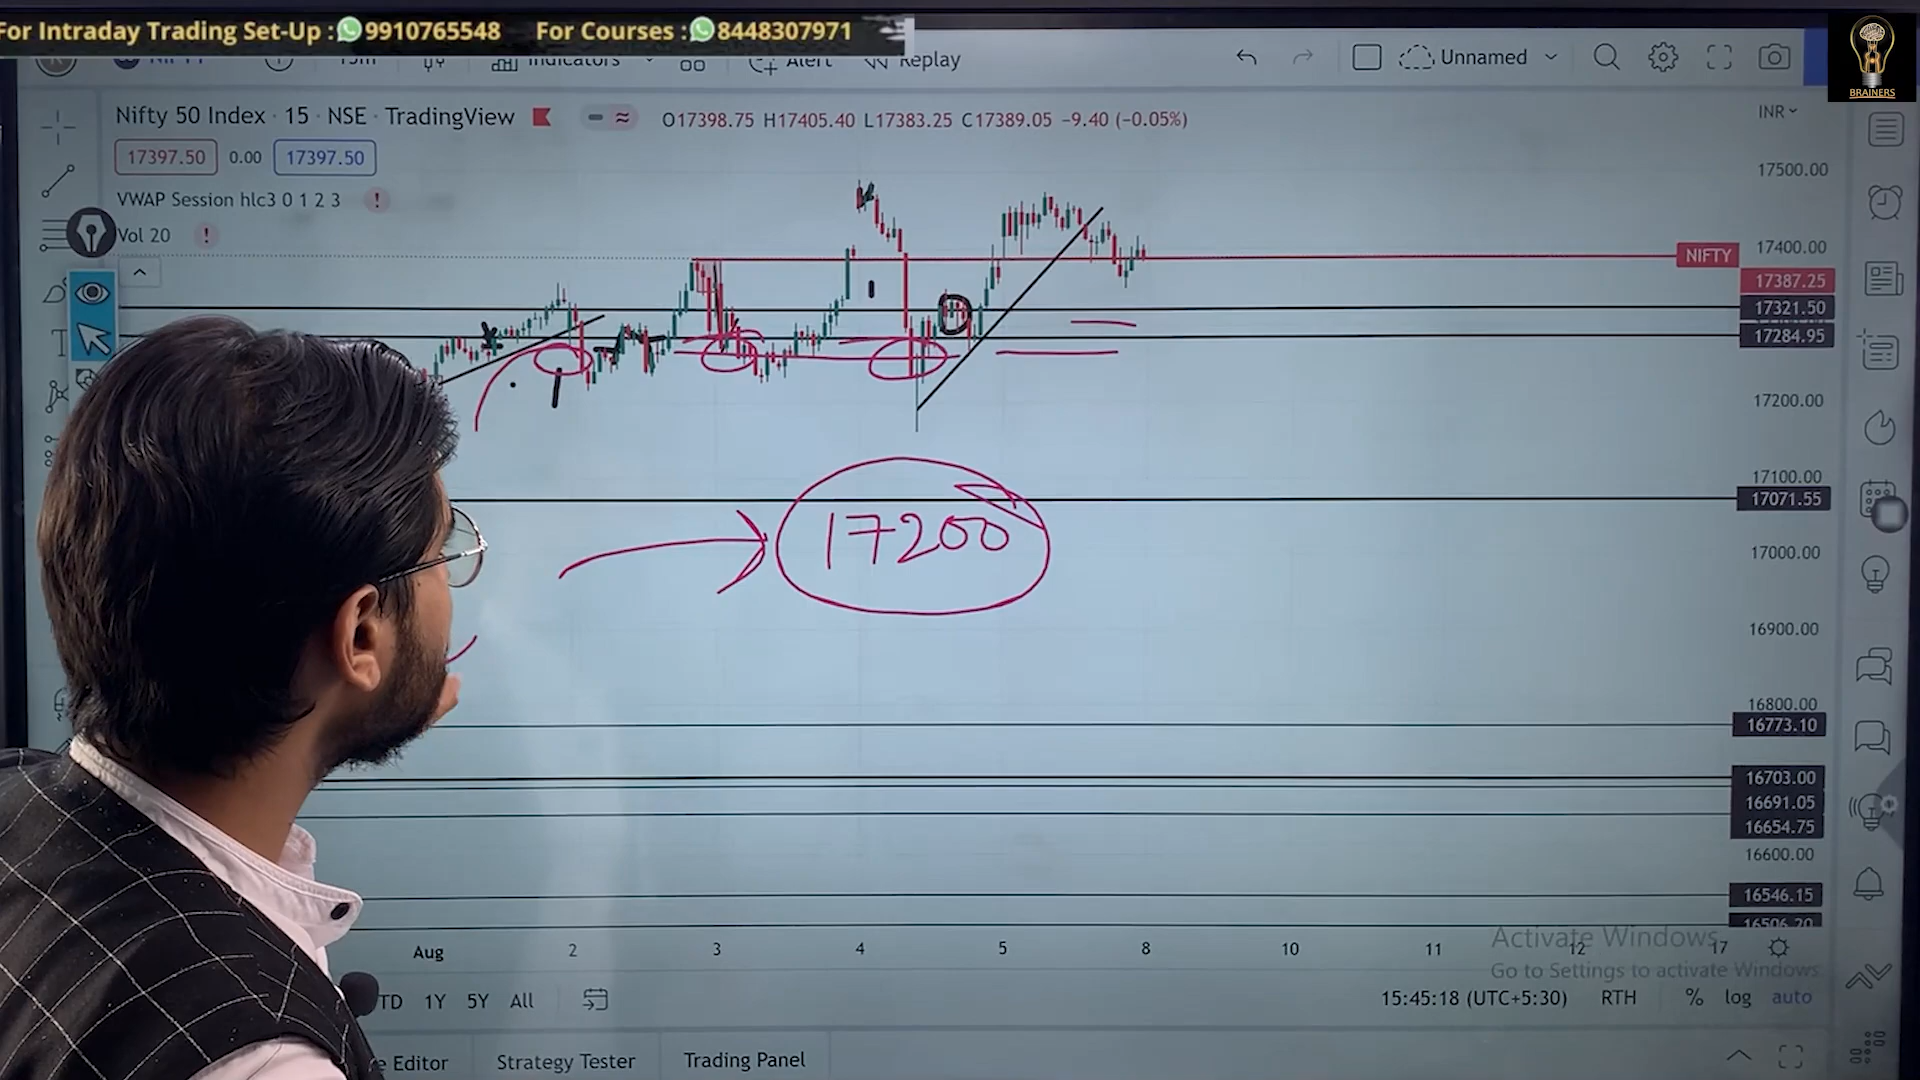 For Intraday Trading Set-Up : 9910765548 For Courses : 8448307971
BRAINERS
NIFTY 15m Indicators Alert Replay Unnamed
Nifty 50 Index · 15 · NSE · TradingView O17398.75 H17405.40 L17383.25 C17389.05 −9.40 (−0.05%) INR
17397.50 0.00 17397.50
VWAP Session hlc3 0 1 2 3 !
Vol 20 !
17500.00
17400.00
NIFTY
17387.25
17321.50
17284.95
17200.00
17100.00
17071.55
17200
17000.00
16900.00
16800.00
16773.10
16703.00
16691.05
16654.75
16600.00
16546.15
16506.20
Aug 2 3 4 5 8 10 11 12 17
Activate Windows
Go to Settings to activate Windows.
TD 1Y 5Y All 15:45:18 (UTC+5:30) RTH % log auto
e Editor Strategy Tester Trading Panel